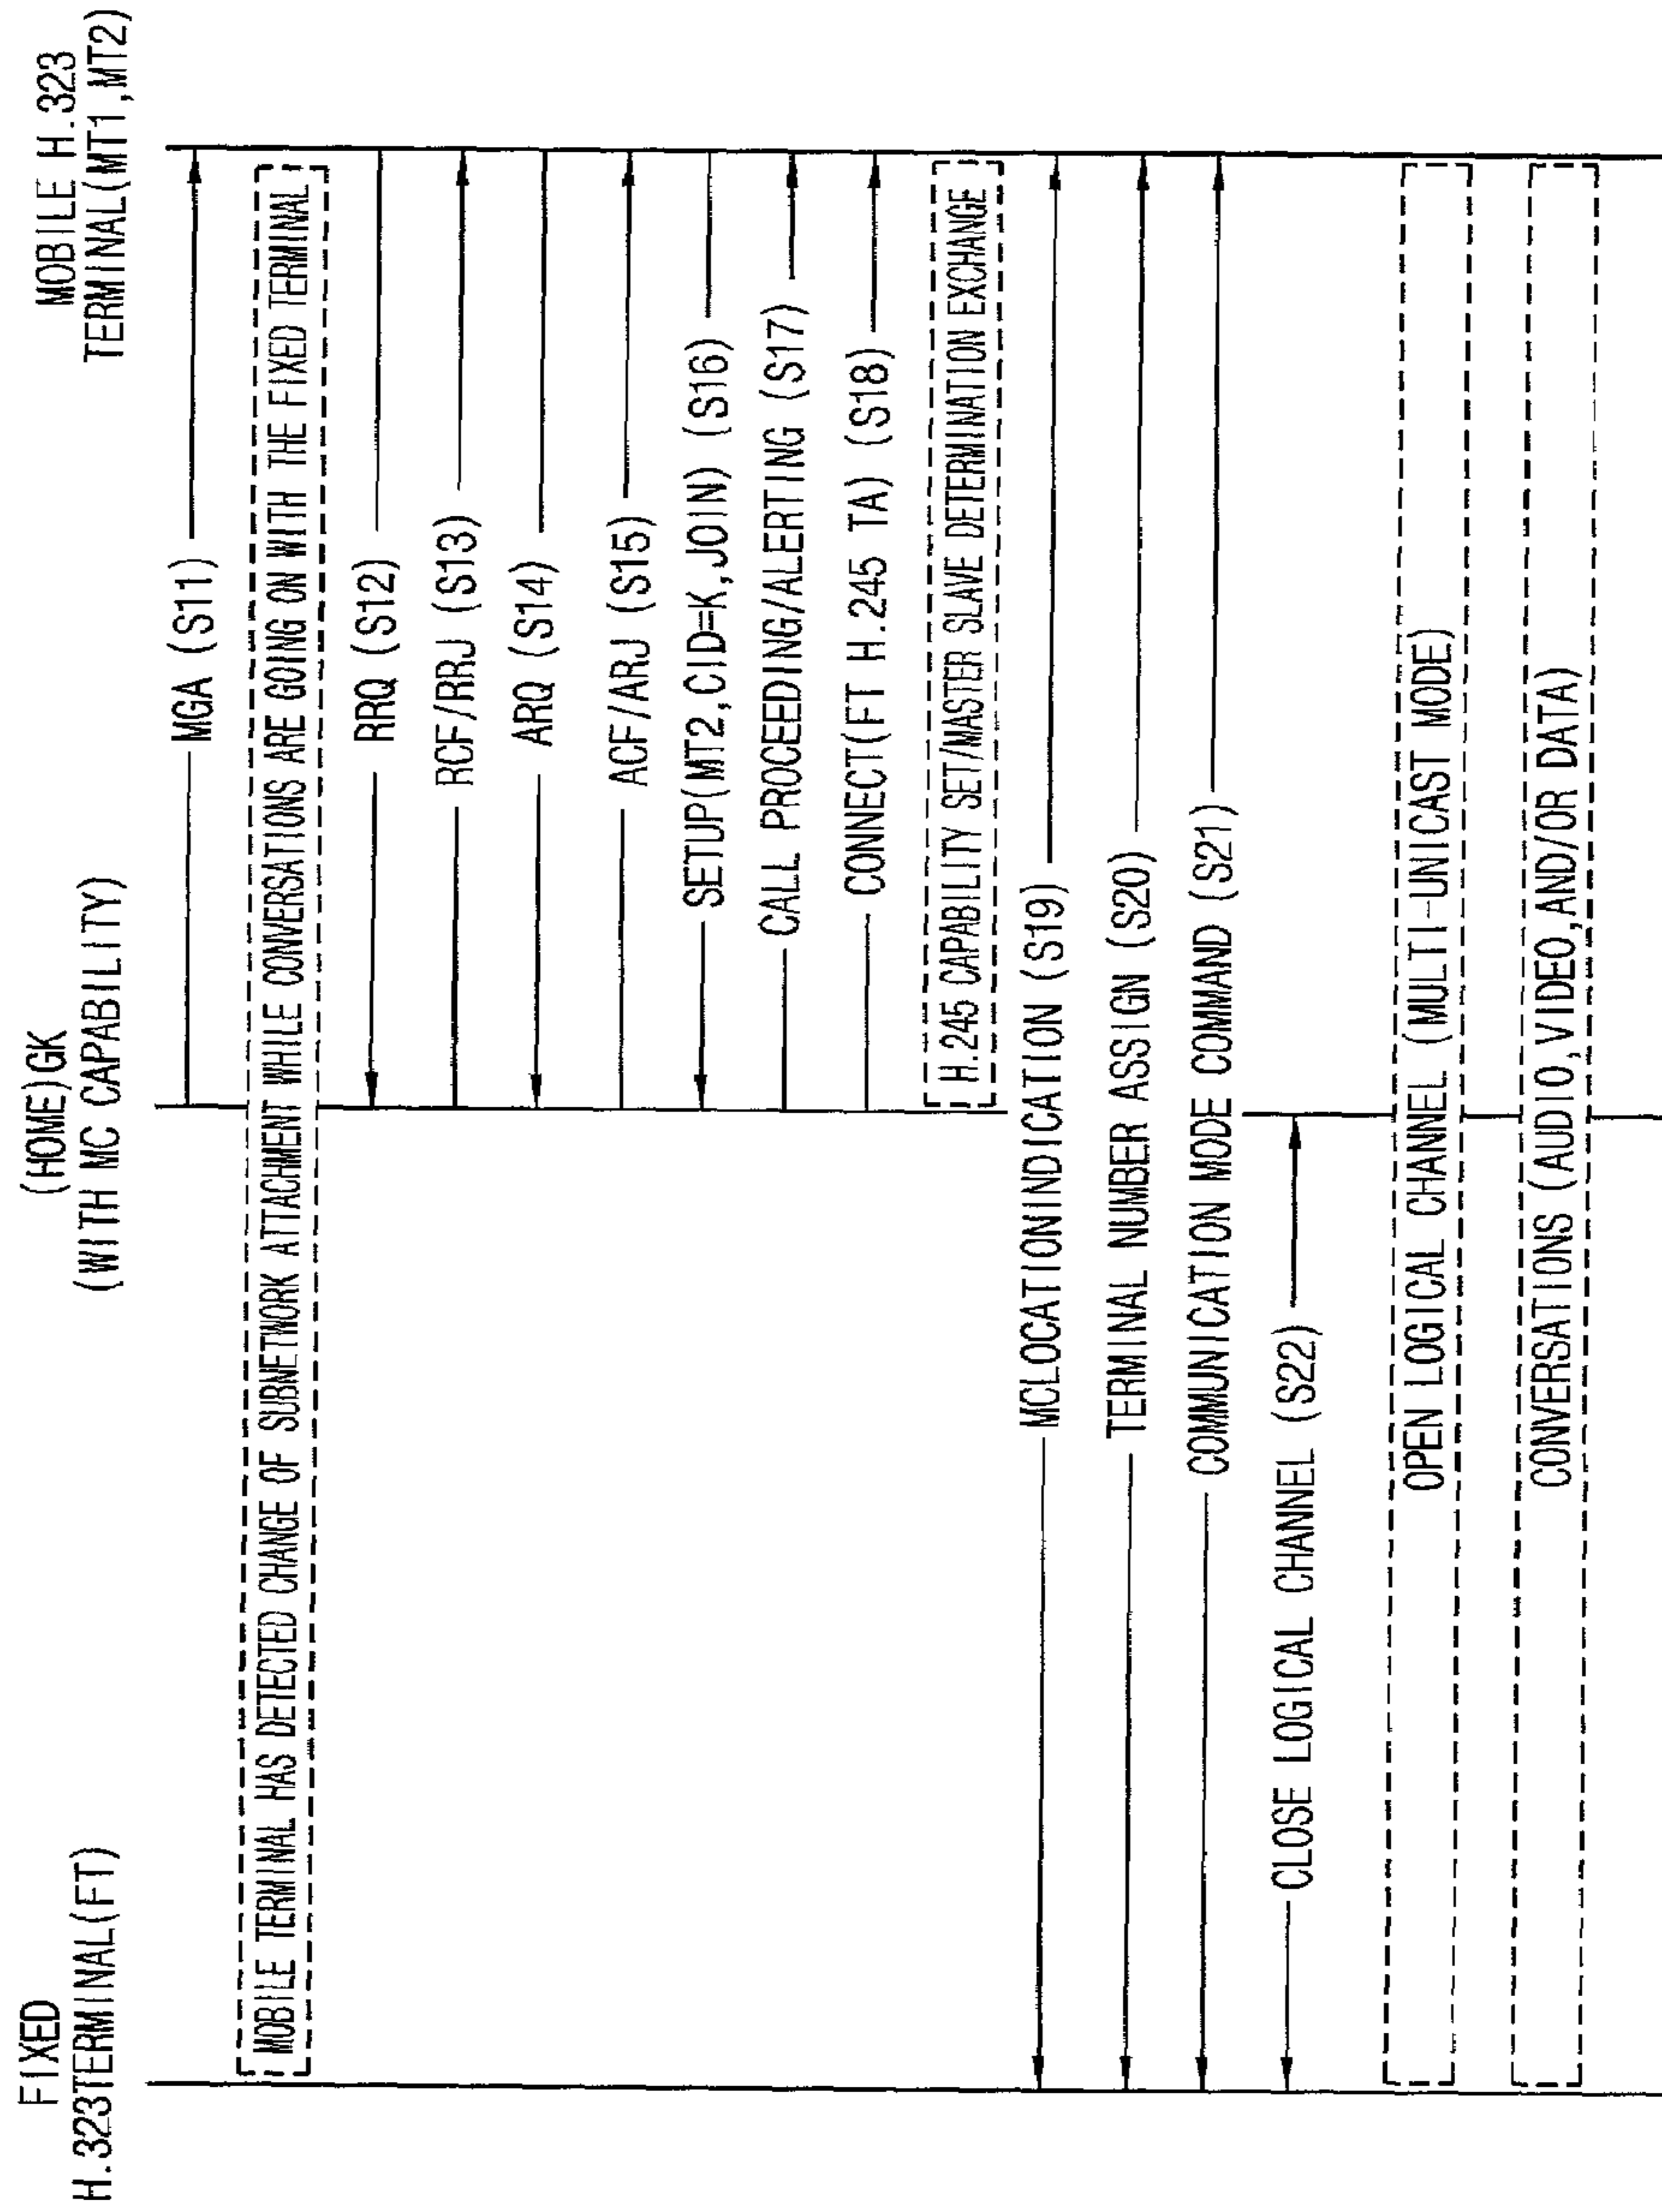 FIXED
H.323TERMINAL(FT)
(HOME)GK
(WITH MC CAPABILITY)
MOBILE H.323
TERMINAL(MT1,MT2)
MGA (S11)
MOBILE TERMINAL HAS DETECTED CHANGE OF SUBNETWORK ATTACHMENT WHILE CONVERSATIONS ARE GOING ON WITH THE FIXED TERMINAL
RRQ (S12)
RCF/RRJ (S13)
ARQ (S14)
ACF/ARJ (S15)
SETUP(MT2,CID=K,JOIN) (S16)
CALL PROCEEDING/ALERTING (S17)
CONNECT(FT H.245 TA) (S18)
H.245 CAPABILITY SET/MASTER SLAVE DETERMINATION EXCHANGE
MCLOCATIONINDICATION (S19)
TERMINAL NUMBER ASSIGN (S20)
COMMUNICATION MODE COMMAND (S21)
CLOSE LOGICAL CHANNEL (S22)
OPEN LOGICAL CHANNEL (MULTI-UNICAST MODE)
CONVERSATIONS (AUDIO,VIDEO,AND/OR DATA)